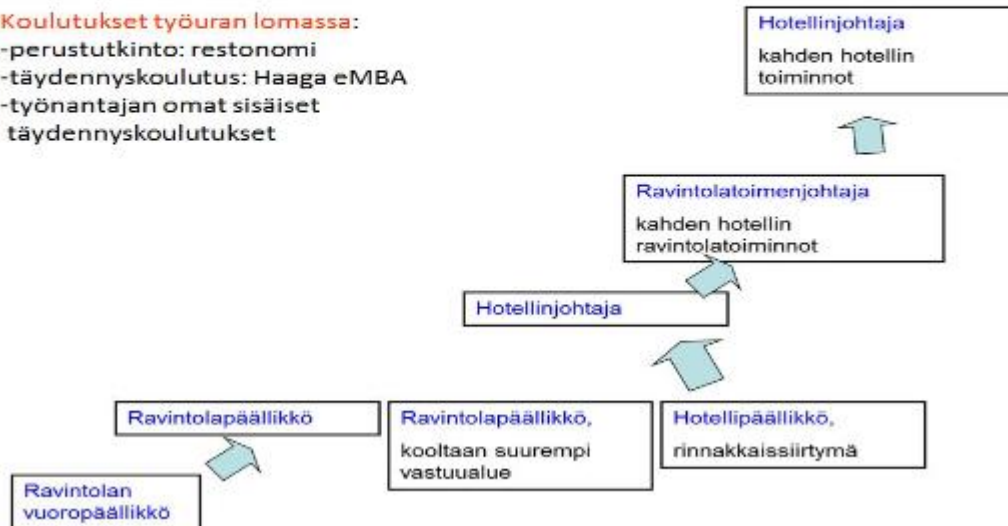 Koulutukset työuran lomassa:
-perustutkinto: restonomi
-täydennyskoulutus: Haaga eMBA
-työnantajan omat sisäiset
täydennyskoulutukset
Hotellinjohtaja
kahden hotellin
toiminnot
Ravintolatoimenjohtaja
kahden hotellin
ravintolatoiminnot
Hotellinjohtaja
Ravintolapäällikkö
Ravintolapäällikkö,
kooltaan suurempi
vastuualue
Hotellipäällikkö,
rinnakkaissiirtymä
Ravintolan
vuoropäällikkö